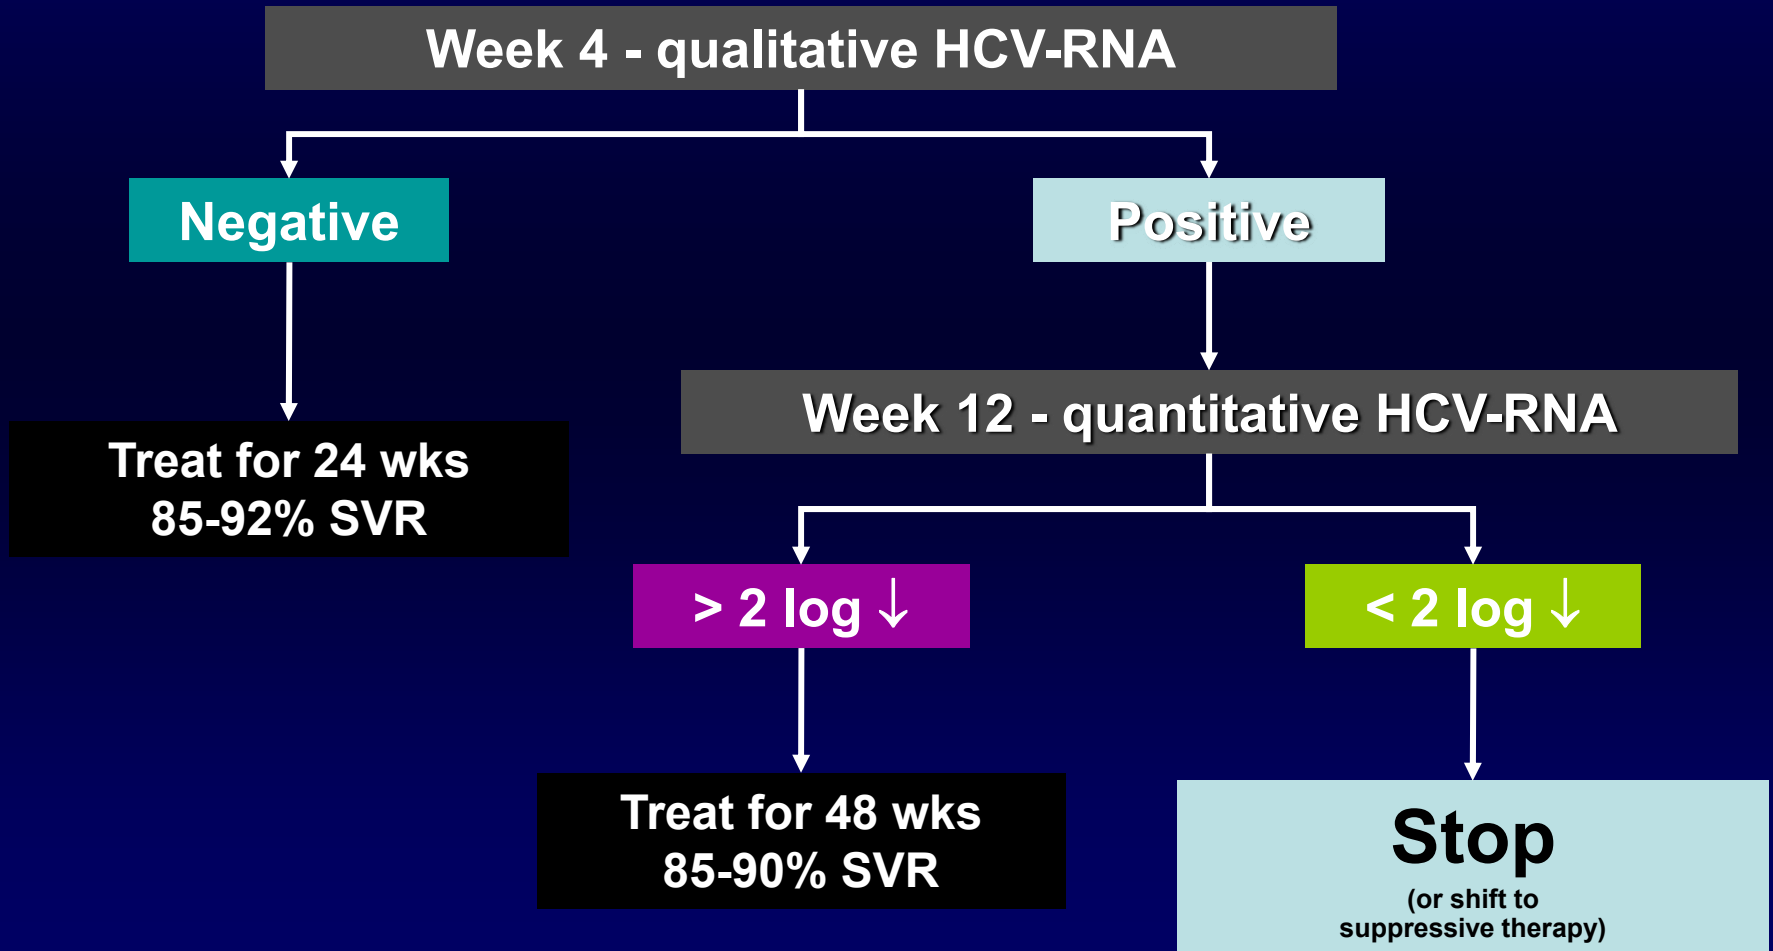 Week 4 - qualitative HCV-RNA
Negative
Positive
Week 12 - quantitative HCV-RNA
Treat for 24 wks
85-92% SVR
> 2 log ↓
< 2 log ↓
Treat for 48 wks
85-90% SVR
Stop
(or shift to
suppressive therapy)